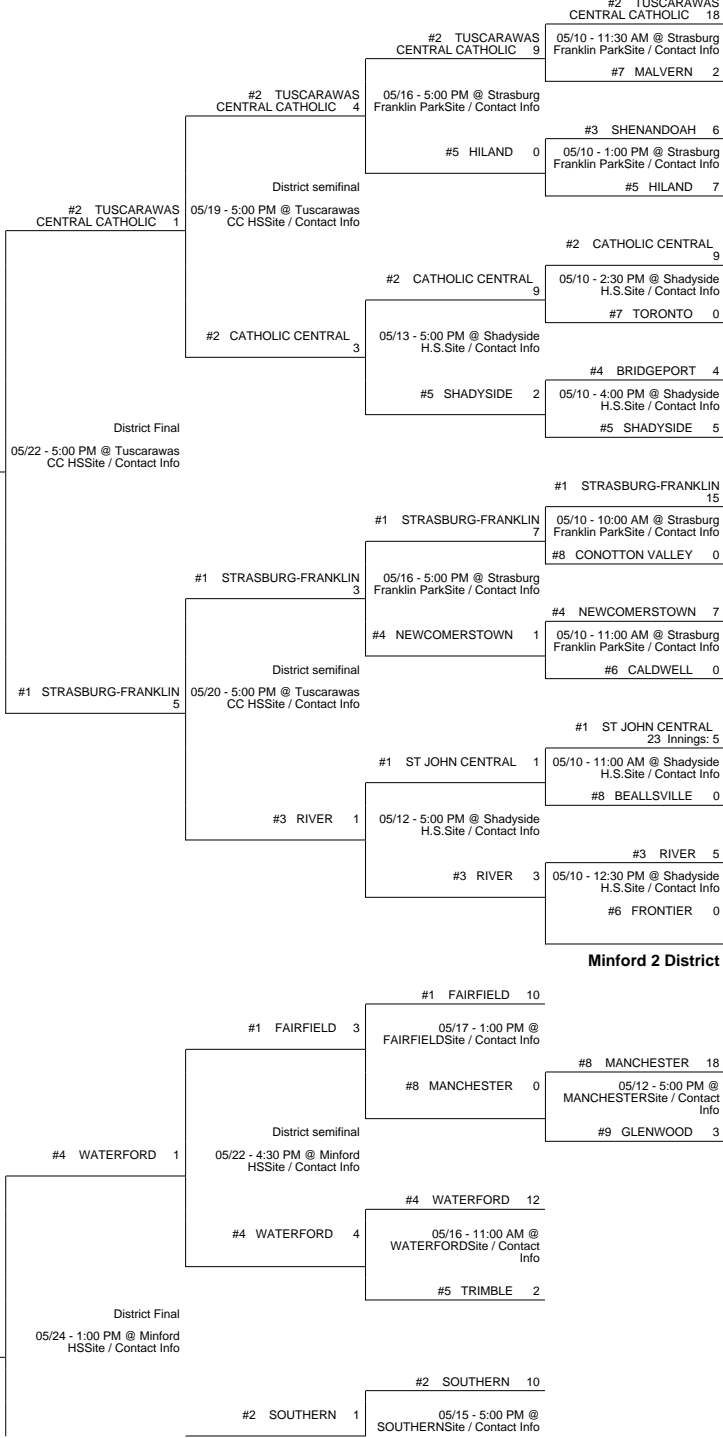 #2 TUSCARAWAS
CENTRAL CATHOLIC 18
05/10 - 11:30 AM @ Strasburg
Franklin ParkSite / Contact Info
#7 MALVERN 2
#2 TUSCARAWAS
CENTRAL CATHOLIC 9
05/16 - 5:00 PM @ Strasburg
Franklin ParkSite / Contact Info
#5 HILAND 0
#3 SHENANDOAH 6
05/10 - 1:00 PM @ Strasburg
Franklin ParkSite / Contact Info
#5 HILAND 7
#2 TUSCARAWAS
CENTRAL CATHOLIC 4
District semifinal
05/19 - 5:00 PM @ Tuscarawas
CC HSSite / Contact Info
#2 TUSCARAWAS
CENTRAL CATHOLIC 1
#2 CATHOLIC CENTRAL
9
05/10 - 2:30 PM @ Shadyside
H.S.Site / Contact Info
#7 TORONTO 0
#2 CATHOLIC CENTRAL
9
05/13 - 5:00 PM @ Shadyside
H.S.Site / Contact Info
#5 SHADYSIDE 2
#2 CATHOLIC CENTRAL
3
#4 BRIDGEPORT 4
05/10 - 4:00 PM @ Shadyside
H.S.Site / Contact Info
#5 SHADYSIDE 5
District Final
05/22 - 5:00 PM @ Tuscarawas
CC HSSite / Contact Info
#1 STRASBURG-FRANKLIN
15
05/10 - 10:00 AM @ Strasburg
Franklin ParkSite / Contact Info
#8 CONOTTON VALLEY 0
#1 STRASBURG-FRANKLIN
7
05/16 - 5:00 PM @ Strasburg
Franklin ParkSite / Contact Info
#4 NEWCOMERSTOWN 1
#1 STRASBURG-FRANKLIN
3
#4 NEWCOMERSTOWN 7
05/10 - 11:00 AM @ Strasburg
Franklin ParkSite / Contact Info
#6 CALDWELL 0
District semifinal
05/20 - 5:00 PM @ Tuscarawas
CC HSSite / Contact Info
#1 STRASBURG-FRANKLIN
5
#1 ST JOHN CENTRAL
23 Innings: 5
05/10 - 11:00 AM @ Shadyside
H.S.Site / Contact Info
#8 BEALLSVILLE 0
#1 ST JOHN CENTRAL 1
05/12 - 5:00 PM @ Shadyside
H.S.Site / Contact Info
#3 RIVER 3
#3 RIVER 1
#3 RIVER 5
05/10 - 12:30 PM @ Shadyside
H.S.Site / Contact Info
#6 FRONTIER 0
Minford 2 District
#1 FAIRFIELD 10
05/17 - 1:00 PM @
FAIRFIELDSite / Contact Info
#8 MANCHESTER 0
#1 FAIRFIELD 3
#8 MANCHESTER 18
05/12 - 5:00 PM @
MANCHESTERSite / Contact
Info
#9 GLENWOOD 3
District semifinal
05/22 - 4:30 PM @ Minford
HSSite / Contact Info
#4 WATERFORD 1
#4 WATERFORD 12
05/16 - 11:00 AM @
WATERFORDSite / Contact
Info
#5 TRIMBLE 2
#4 WATERFORD 4
District Final
05/24 - 1:00 PM @ Minford
HSSite / Contact Info
#2 SOUTHERN 10
05/15 - 5:00 PM @
SOUTHERNSite / Contact Info
#2 SOUTHERN 1